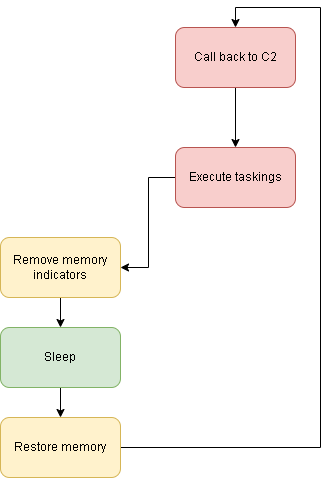 Call back to C2
Execute taskings
Remove memory
indicators
Sleep
Restore memory